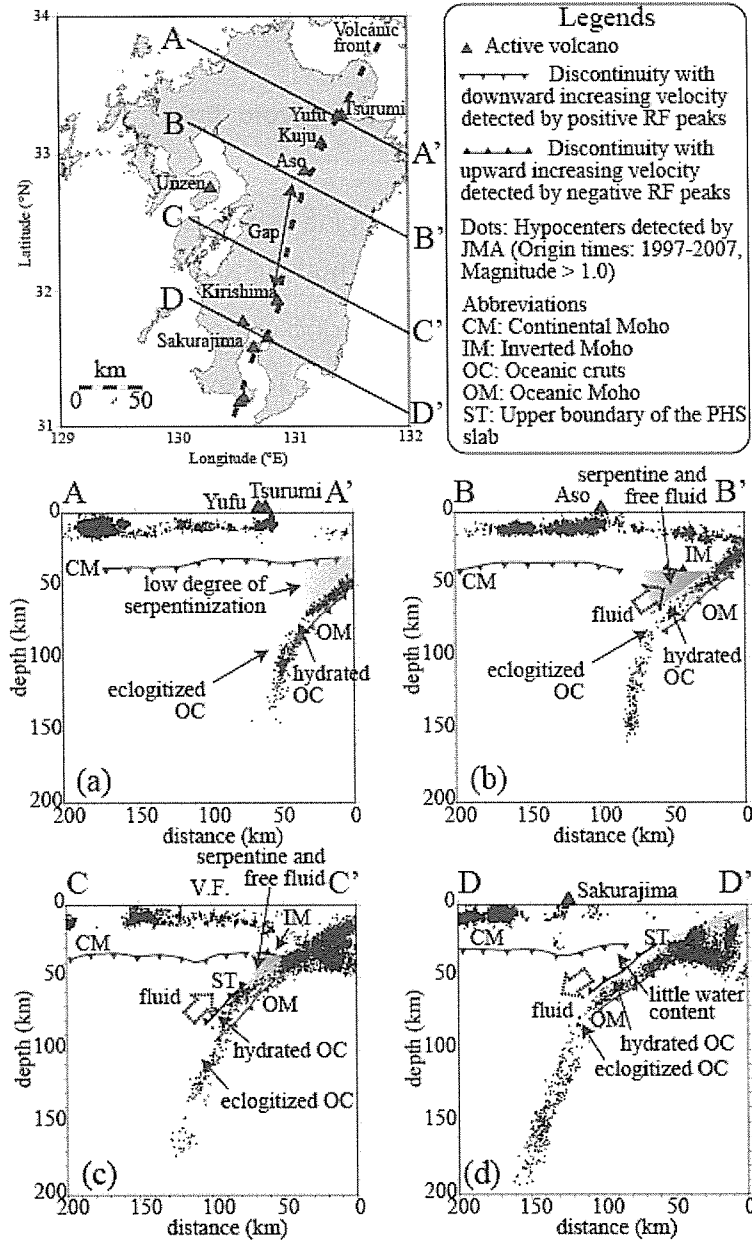 34
33
32
31
129
130
131
132
Latitude (°N)
Longitude (°E)
A
A'
B
B'
C
C'
D
D'
Volcanic
front
Yufu
Tsurumi
Kuju
Aso
Unzen
Gap
Kirishima
Sakurajima
km
0 50
Legends
Active volcano
Discontinuity with
downward increasing velocity
detected by positive RF peaks
Discontinuity with
upward increasing velocity
detected by negative RF peaks
Dots: Hypocenters detected by
JMA (Origin times: 1997-2007,
Magnitude > 1.0)
Abbreviations
CM: Continental Moho
IM: Inverted Moho
OC: Oceanic cruts
OM: Oceanic Moho
ST: Upper boundary of the PHS
slab
A
Yufu
Tsurumi
A'
0
50
100
150
200
depth (km)
CM
low degree of
serpentinization
OM
eclogitized
OC
hydrated
OC
(a)
200 150 100 50 0
distance (km)
B
Aso
serpentine and
free fluid
B'
0
50
100
150
200
depth (km)
CM
IM
fluid
OM
eclogitized
OC
hydrated
OC
(b)
200 150 100 50 0
distance (km)
C
V.F.
serpentine and
free fluid
C'
0
50
100
150
200
depth (km)
CM
IM
ST
fluid
OM
hydrated OC
eclogitized OC
(c)
200 150 100 50 0
distance (km)
D
Sakurajima
D'
0
50
100
150
200
depth (km)
CM
ST
fluid
little water
content
OM
hydrated OC
eclogitized OC
(d)
200 150 100 50 0
distance (km)